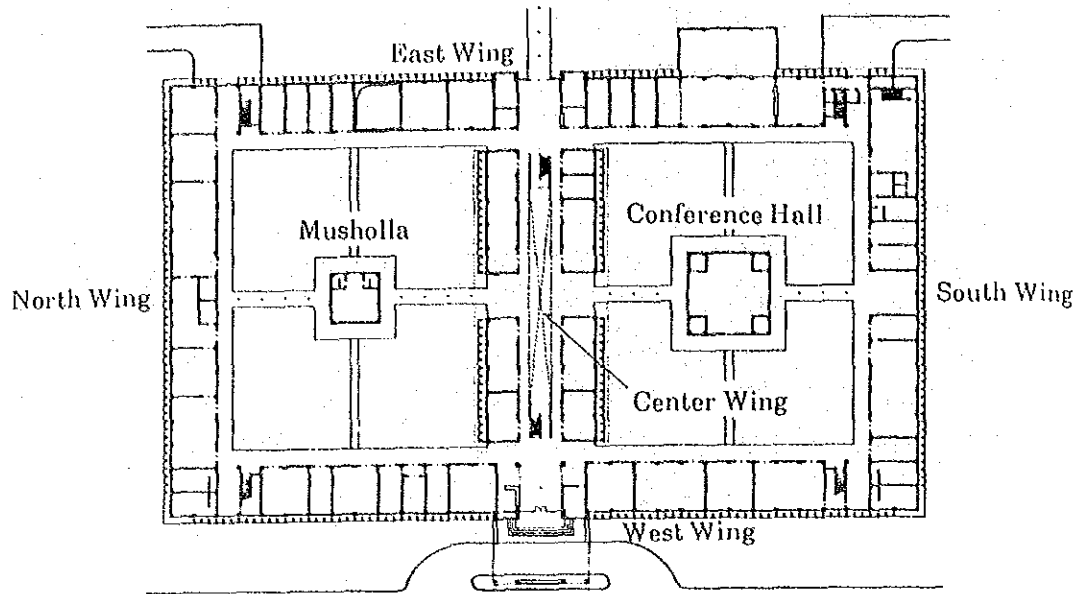 East Wing
Musholla
Conference Hall
North Wing
South Wing
Center Wing
West Wing